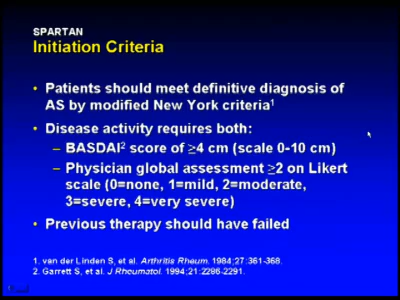 SPARTAN
Initiation Criteria
• Patients should meet definitive diagnosis of
AS by modified New York criteria1
• Disease activity requires both:
– BASDAI2 score of ≥4 cm (scale 0-10 cm)
– Physician global assessment ≥2 on Likert
scale (0=none, 1=mild, 2=moderate,
3=severe, 4=very severe)
• Previous therapy should have failed
1. van der Linden S, et al. Arthritis Rheum. 1984;27:361-368.
2. Garrett S, et al. J Rheumatol. 1994;21:2286-2291.